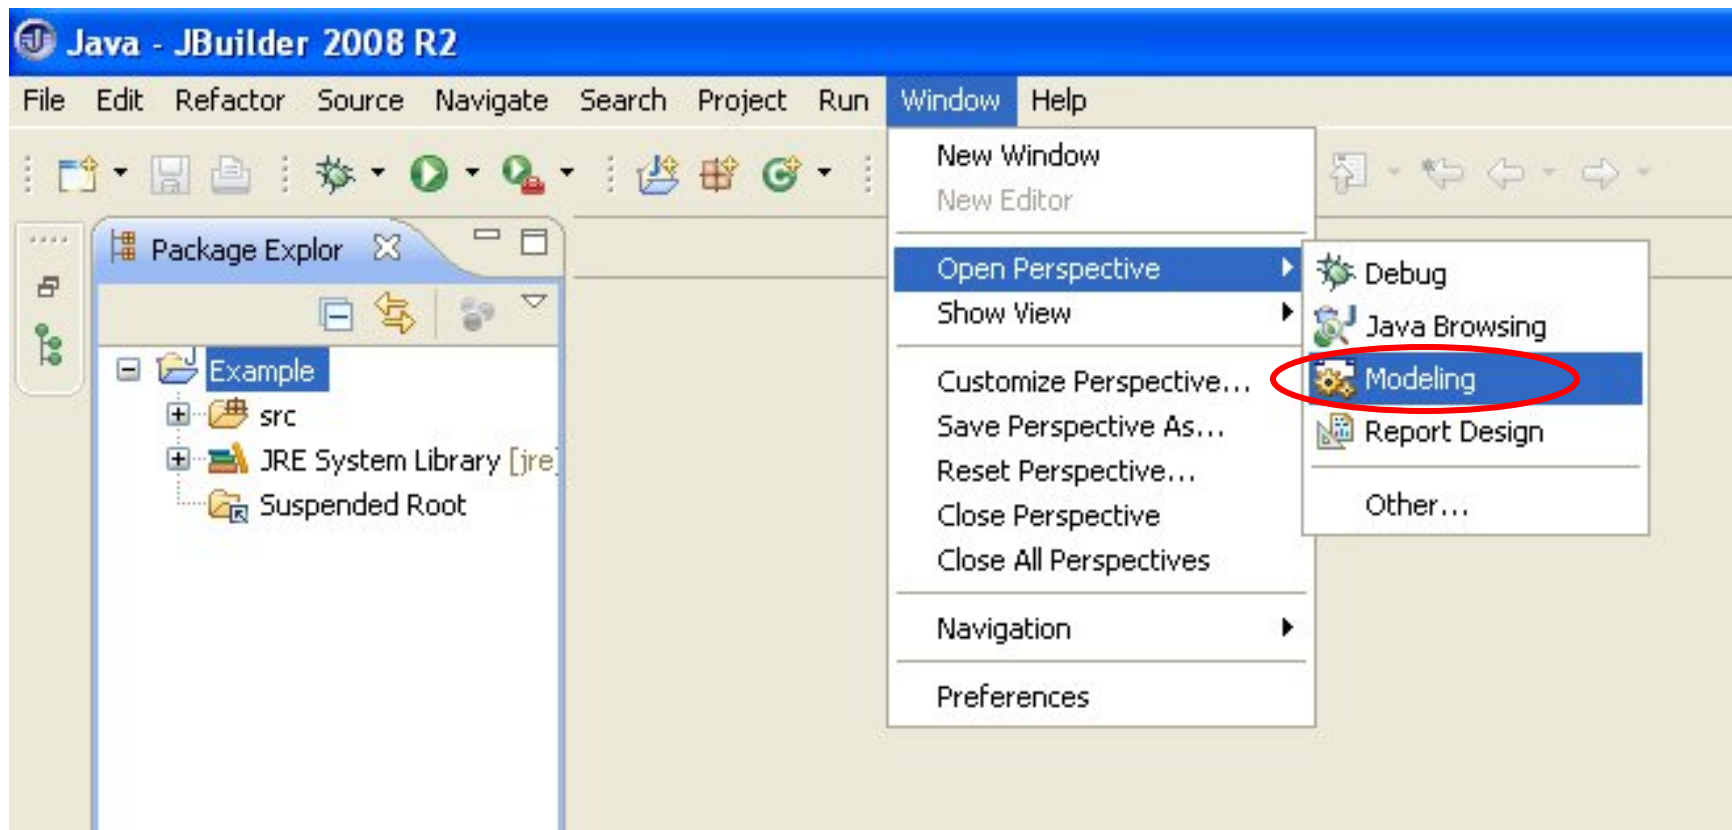 Java - JBuilder 2008 R2
File Edit Refactor Source Navigate Search Project Run Window Help
New Window
New Editor
Open Perspective
Show View
Customize Perspective...
Save Perspective As...
Reset Perspective...
Close Perspective
Close All Perspectives
Navigation
Preferences
Debug
Java Browsing
Modeling
Report Design
Other...
Package Explor
Example
src
JRE System Library [jre]
Suspended Root